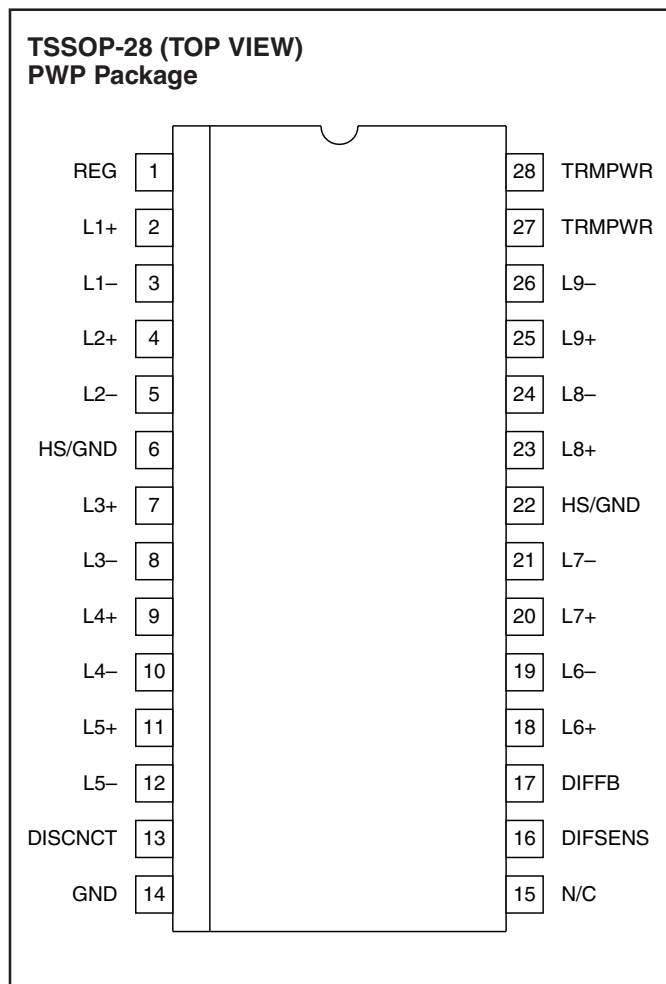 TSSOP-28 (TOP VIEW)
PWP Package
REG 1 28 TRMPWR
L1+ 2 27 TRMPWR
L1– 3 26 L9–
L2+ 4 25 L9+
L2– 5 24 L8–
HS/GND 6 23 L8+
L3+ 7 22 HS/GND
L3– 8 21 L7–
L4+ 9 20 L7+
L4– 10 19 L6–
L5+ 11 18 L6+
L5– 12 17 DIFFB
DISCNCT 13 16 DIFSENS
GND 14 15 N/C